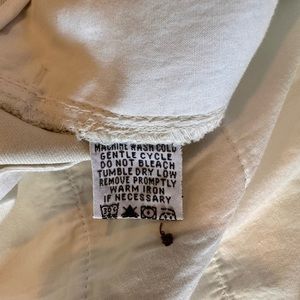 MACHINE WASH COLD
GENTLE CYCLE
DO NOT BLEACH
TUMBLE DRY LOW
REMOVE PROMPTLY
WARM IRON
IF NECESSARY